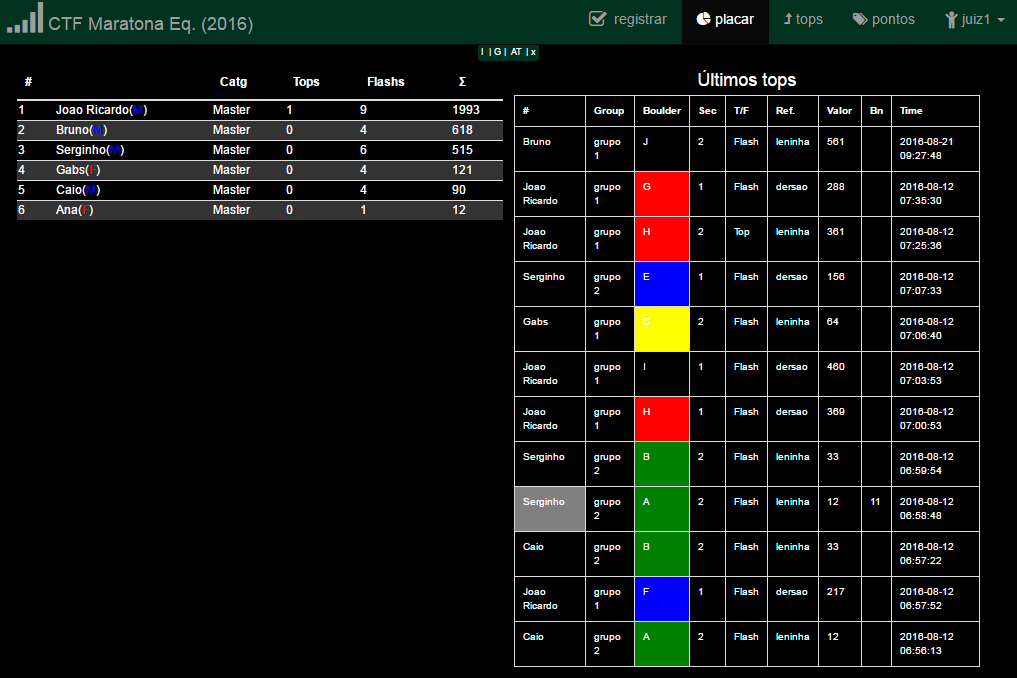 CTF Maratona Eq. (2016)
registrar placar tops pontos juiz1
I | G | AT | x
# Catg Tops Flashs Σ
1 Joao Ricardo(M) Master 1 9 1993
2 Bruno(M) Master 0 4 618
3 Serginho(M) Master 0 6 515
4 Gabs(F) Master 0 4 121
5 Caio(M) Master 0 4 90
6 Ana(F) Master 0 1 12
Últimos tops
# Group Boulder Sec T/F Ref. Valor Bn Time
Bruno grupo 1 J 2 Flash leninha 561 2016-08-21 09:27:48
Joao Ricardo grupo 1 G 1 Flash dersao 288 2016-08-12 07:35:30
Joao Ricardo grupo 1 H 2 Top leninha 361 2016-08-12 07:25:36
Serginho grupo 2 E 1 Flash dersao 156 2016-08-12 07:07:33
Gabs grupo 1 C 2 Flash leninha 64 2016-08-12 07:06:40
Joao Ricardo grupo 1 I 1 Flash dersao 460 2016-08-12 07:03:53
Joao Ricardo grupo 1 H 1 Flash dersao 369 2016-08-12 07:00:53
Serginho grupo 2 B 2 Flash leninha 33 2016-08-12 06:59:54
Serginho grupo 2 A 2 Flash leninha 12 11 2016-08-12 06:58:48
Caio grupo 2 B 2 Flash leninha 33 2016-08-12 06:57:22
Joao Ricardo grupo 1 F 1 Flash dersao 217 2016-08-12 06:57:52
Caio grupo 2 A 2 Flash leninha 12 2016-08-12 06:56:13